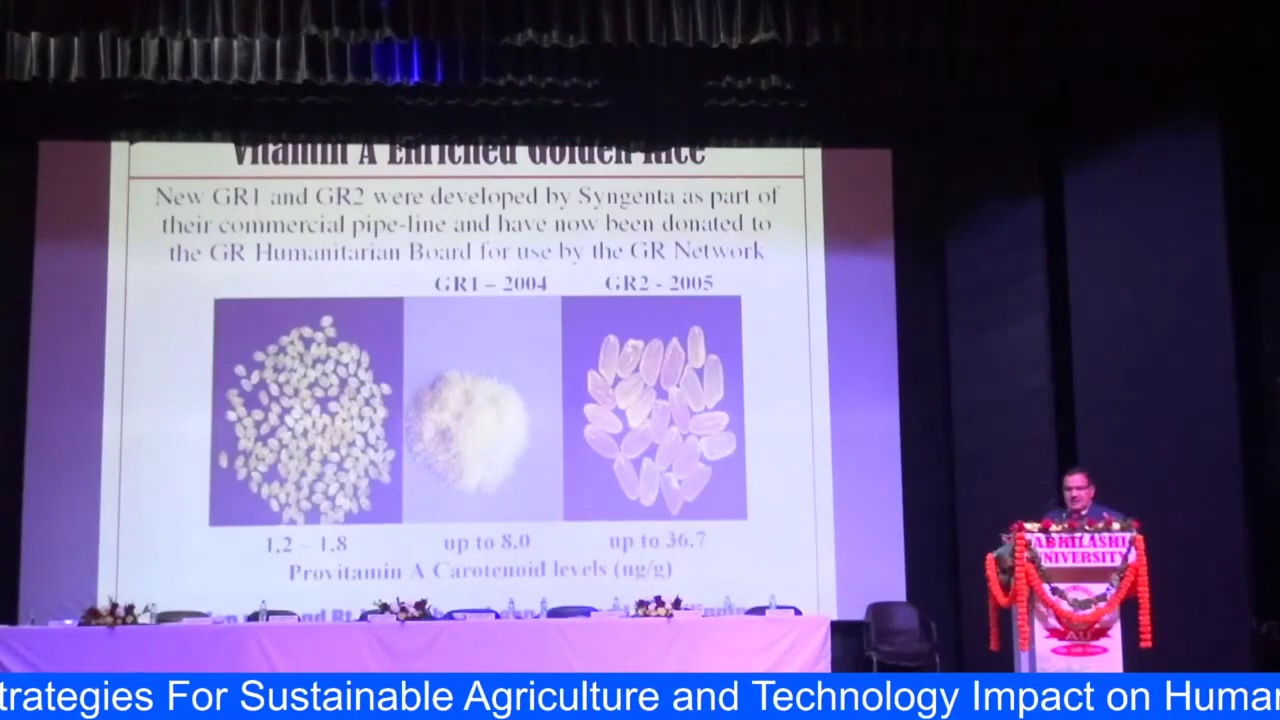 Vitamin A Enriched Golden Rice
New GR1 and GR2 were developed by Syngenta as part of
their commercial pipe-line and have now been donated to
the GR Humanitarian Board for use by the GR Network
GR1 – 2004 GR2 - 2005
1.2 – 1.8 up to 8.0 up to 36.7
Provitamin A Carotenoid levels (ug/g)
ABHILASHI
UNIVERSITY
AU
trategies For Sustainable Agriculture and Technology Impact on Human